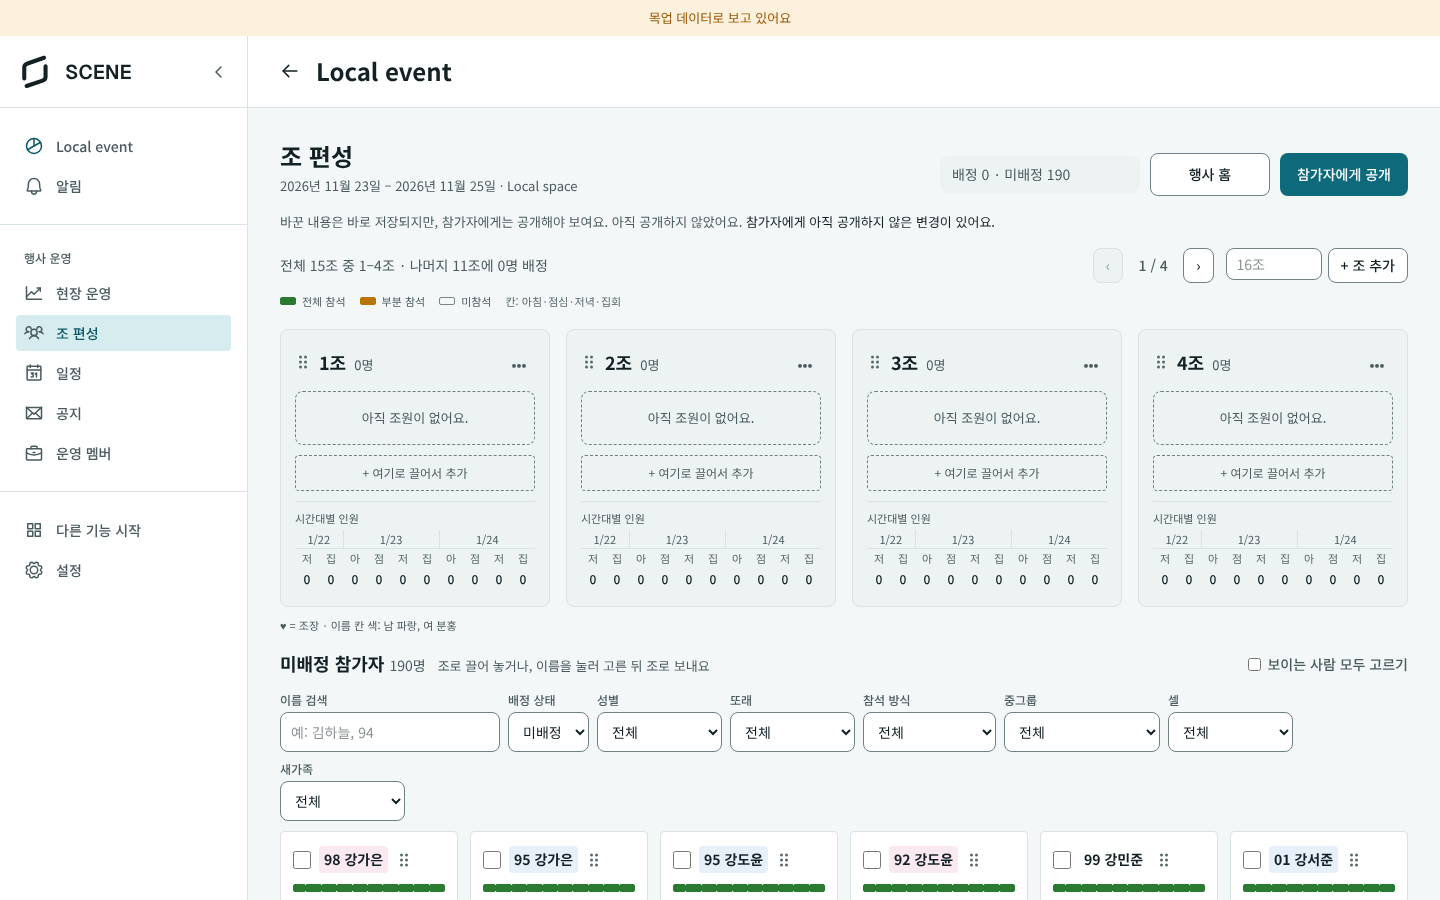 목업 데이터로 보고 있어요
SCENE
Local event
Local event
알림
행사 운영
현장 운영
조 편성
일정
공지
운영 멤버
다른 기능 시작
설정
조 편성
2026년 11월 23일 – 2026년 11월 25일 · Local space
배정 0 · 미배정 190
행사 홈
참가자에게 공개
바꾼 내용은 바로 저장되지만, 참가자에게는 공개해야 보여요. 아직 공개하지 않았어요. 참가자에게 아직 공개하지 않은 변경이 있어요.
전체 15조 중 1–4조 · 나머지 11조에 0명 배정
‹ 1 / 4 › 16조 + 조 추가
전체 참석 부분 참석 미참석 칸: 아침·점심·저녁·집회
1조 0명 ••• 2조 0명 ••• 3조 0명 ••• 4조 0명 •••
아직 조원이 없어요. 아직 조원이 없어요. 아직 조원이 없어요. 아직 조원이 없어요.
+ 여기로 끌어서 추가 + 여기로 끌어서 추가 + 여기로 끌어서 추가 + 여기로 끌어서 추가
시간대별 인원 시간대별 인원 시간대별 인원 시간대별 인원
1/22 1/23 1/24 1/22 1/23 1/24 1/22 1/23 1/24 1/22 1/23 1/24
저 집 아 점 저 집 아 점 저 집 저 집 아 점 저 집 아 점 저 집 저 집 아 점 저 집 아 점 저 집 저 집 아 점 저 집 아 점 저 집
0 0 0 0 0 0 0 0 0 0 0 0 0 0 0 0 0 0 0 0 0 0 0 0 0 0 0 0 0 0 0 0 0 0 0 0 0 0 0 0
♥ = 조장 · 이름 칸 색: 남 파랑, 여 분홍
미배정 참가자 190명 조로 끌어 놓거나, 이름을 눌러 고른 뒤 조로 보내요
보이는 사람 모두 고르기
이름 검색 배정 상태 성별 또래 참석 방식 중그룹 셀
예: 김하늘, 94 미배정 전체 전체 전체 전체 전체
새가족
전체
98 강가은 95 강가은 95 강도윤 92 강도윤 99 강민준 01 강서준